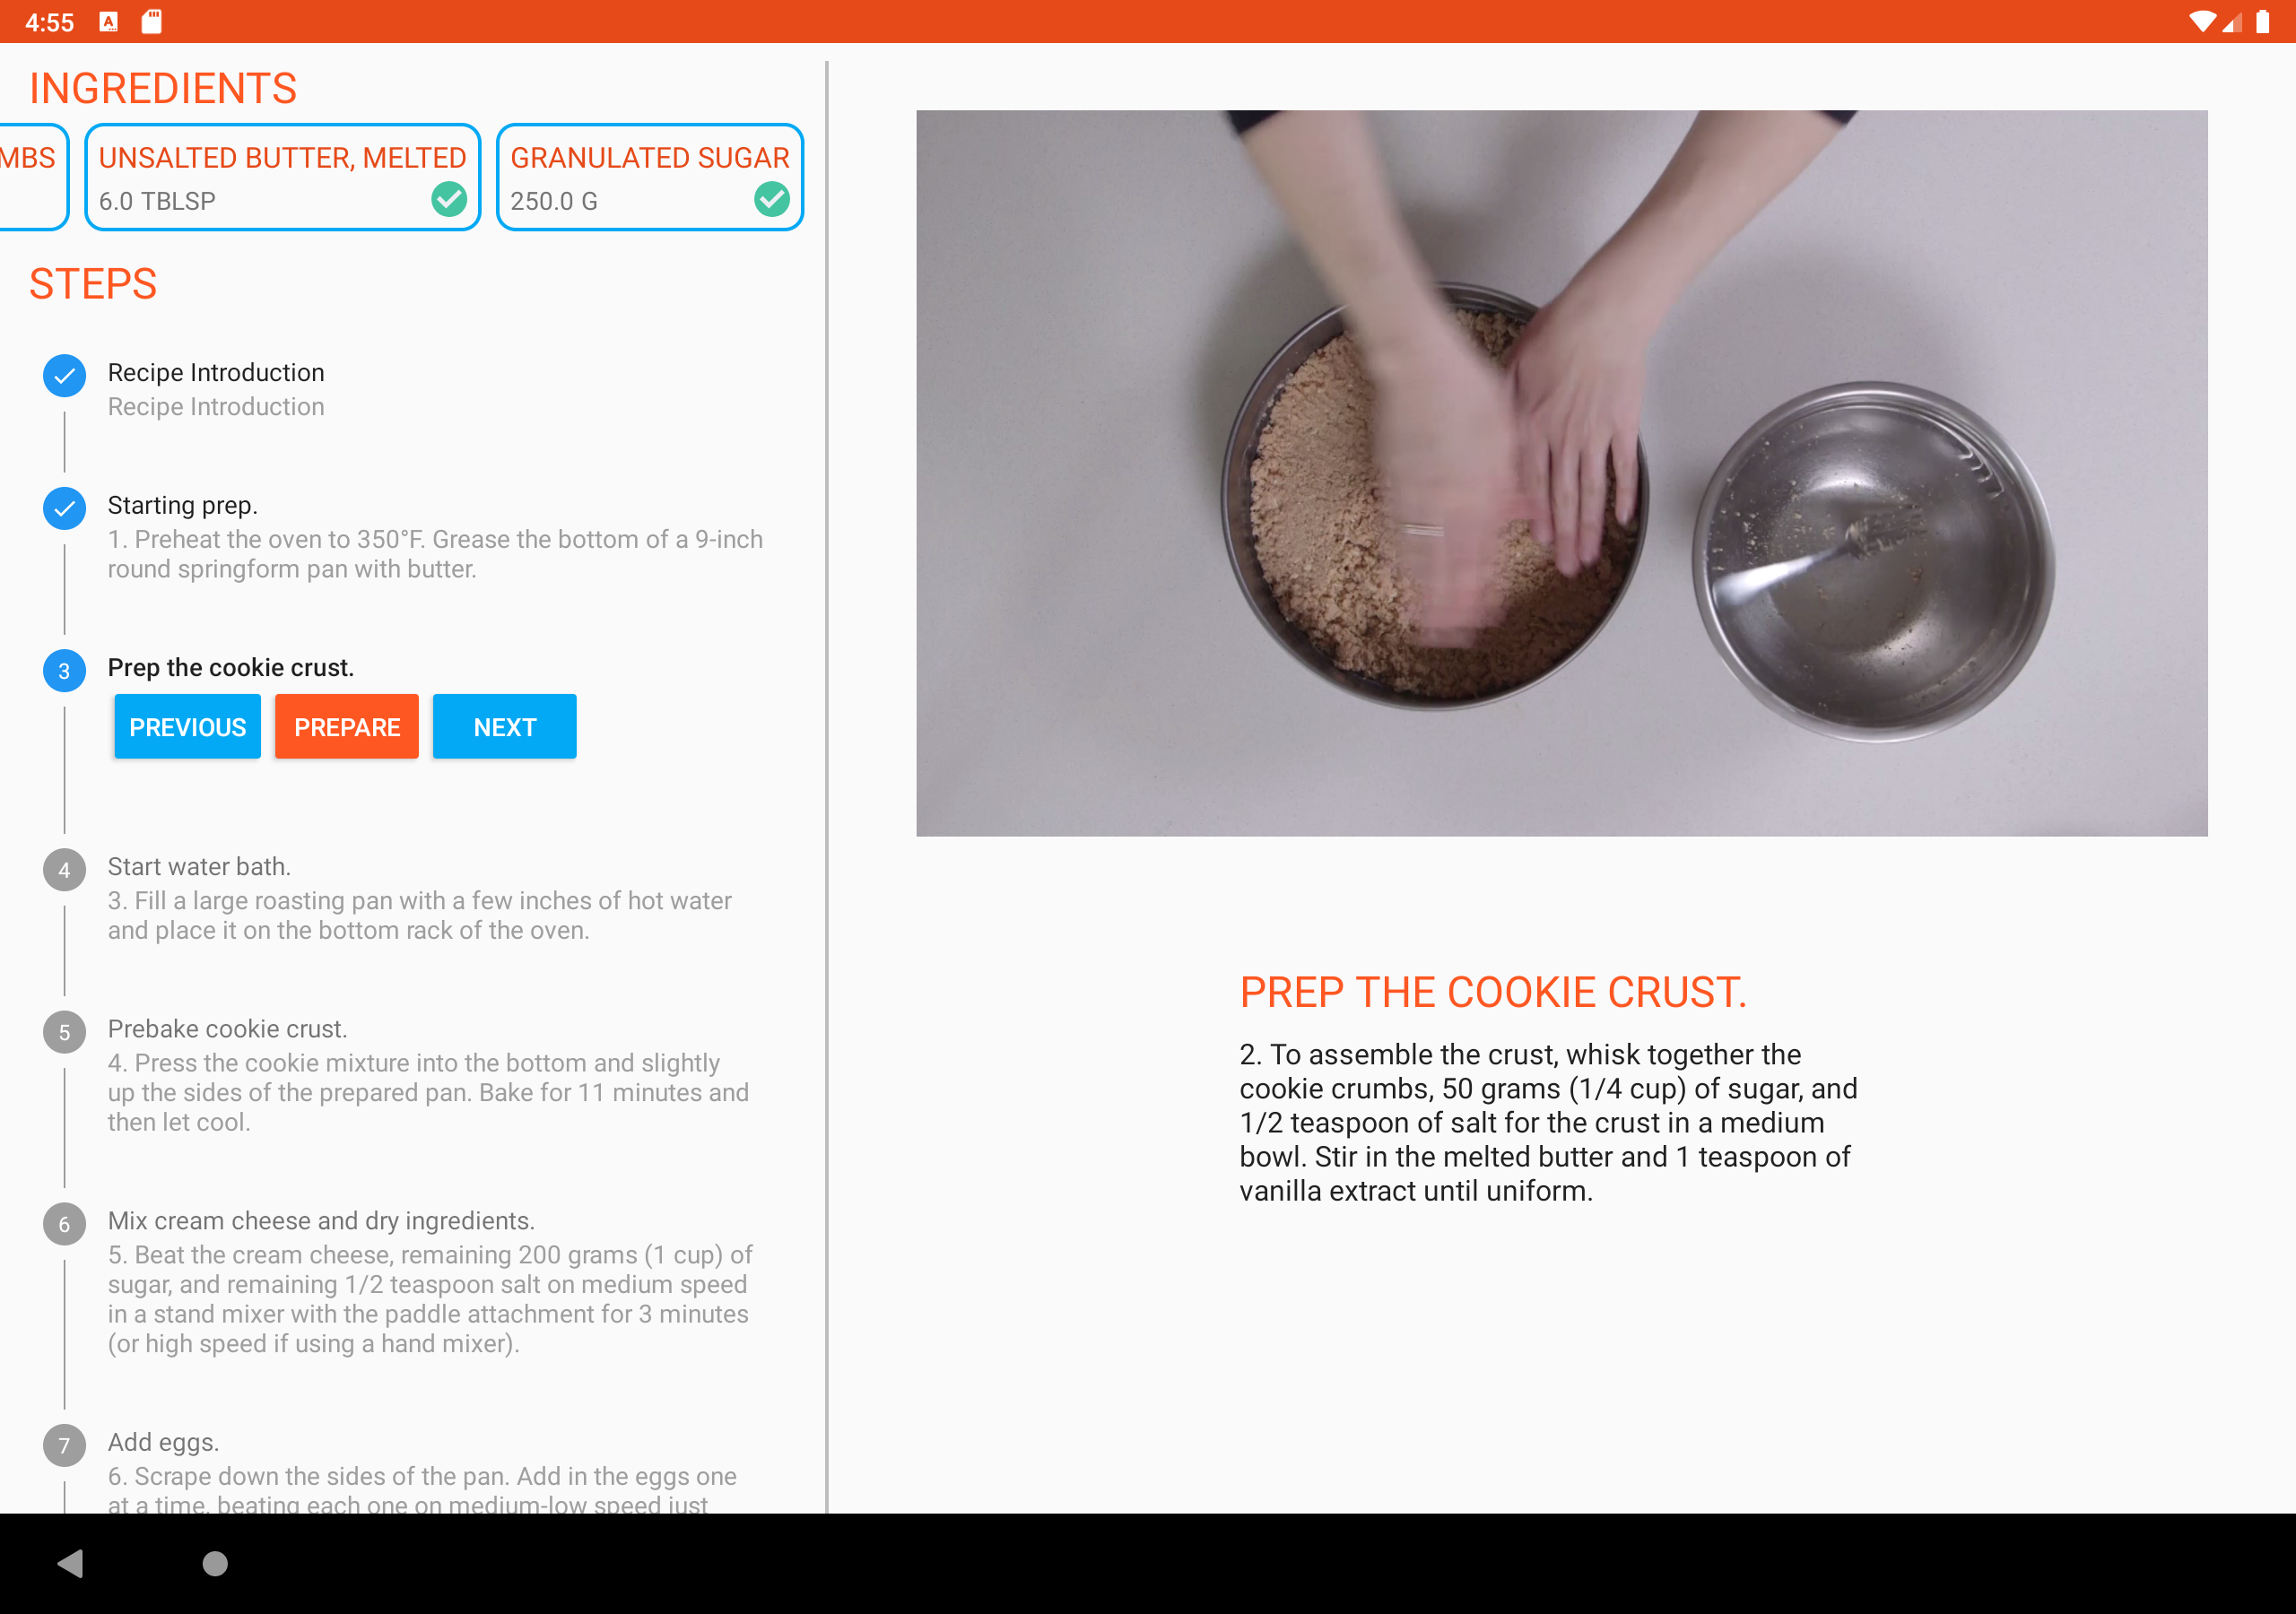 4:55
INGREDIENTS
MBS
UNSALTED BUTTER, MELTED
6.0 TBLSP
GRANULATED SUGAR
250.0 G
STEPS
Recipe Introduction
Recipe Introduction
Starting prep.
1. Preheat the oven to 350°F. Grease the bottom of a 9-inch
round springform pan with butter.
3
Prep the cookie crust.
PREVIOUS
PREPARE
NEXT
4
Start water bath.
3. Fill a large roasting pan with a few inches of hot water
and place it on the bottom rack of the oven.
5
Prebake cookie crust.
4. Press the cookie mixture into the bottom and slightly
up the sides of the prepared pan. Bake for 11 minutes and
then let cool.
6
Mix cream cheese and dry ingredients.
5. Beat the cream cheese, remaining 200 grams (1 cup) of
sugar, and remaining 1/2 teaspoon salt on medium speed
in a stand mixer with the paddle attachment for 3 minutes
(or high speed if using a hand mixer).
7
Add eggs.
6. Scrape down the sides of the pan. Add in the eggs one
at a time, beating each one on medium-low speed just
PREP THE COOKIE CRUST.
2. To assemble the crust, whisk together the
cookie crumbs, 50 grams (1/4 cup) of sugar, and
1/2 teaspoon of salt for the crust in a medium
bowl. Stir in the melted butter and 1 teaspoon of
vanilla extract until uniform.